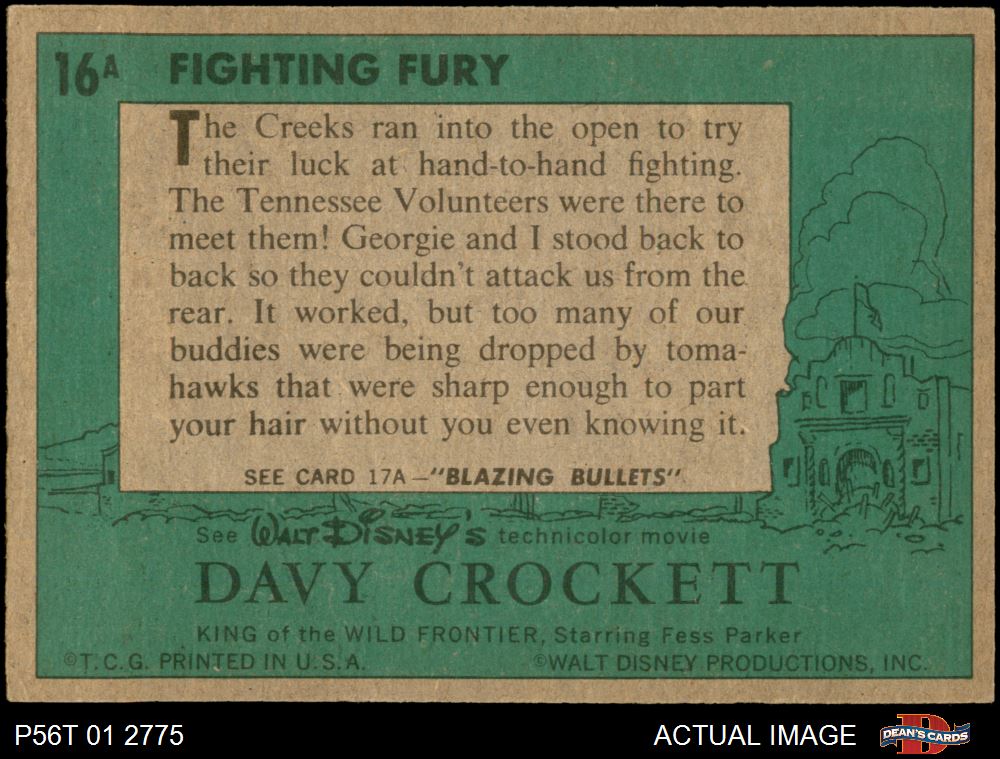 16A FIGHTING FURY
The Creeks ran into the open to try
their luck at hand-to-hand fighting.
The Tennessee Volunteers were there to
meet them! Georgie and I stood back to
back so they couldn't attack us from the
rear. It worked, but too many of our
buddies were being dropped by toma-
hawks that were sharp enough to part
your hair without you even knowing it.
SEE CARD 17A—"BLAZING BULLETS"
See WALT DISNEY'S technicolor movie
DAVY CROCKETT
KING of the WILD FRONTIER, Starring Fess Parker
©T.C.G. PRINTED IN U.S.A. ©WALT DISNEY PRODUCTIONS, INC.
P56T 01 2775 ACTUAL IMAGE D DEAN'S CARDS